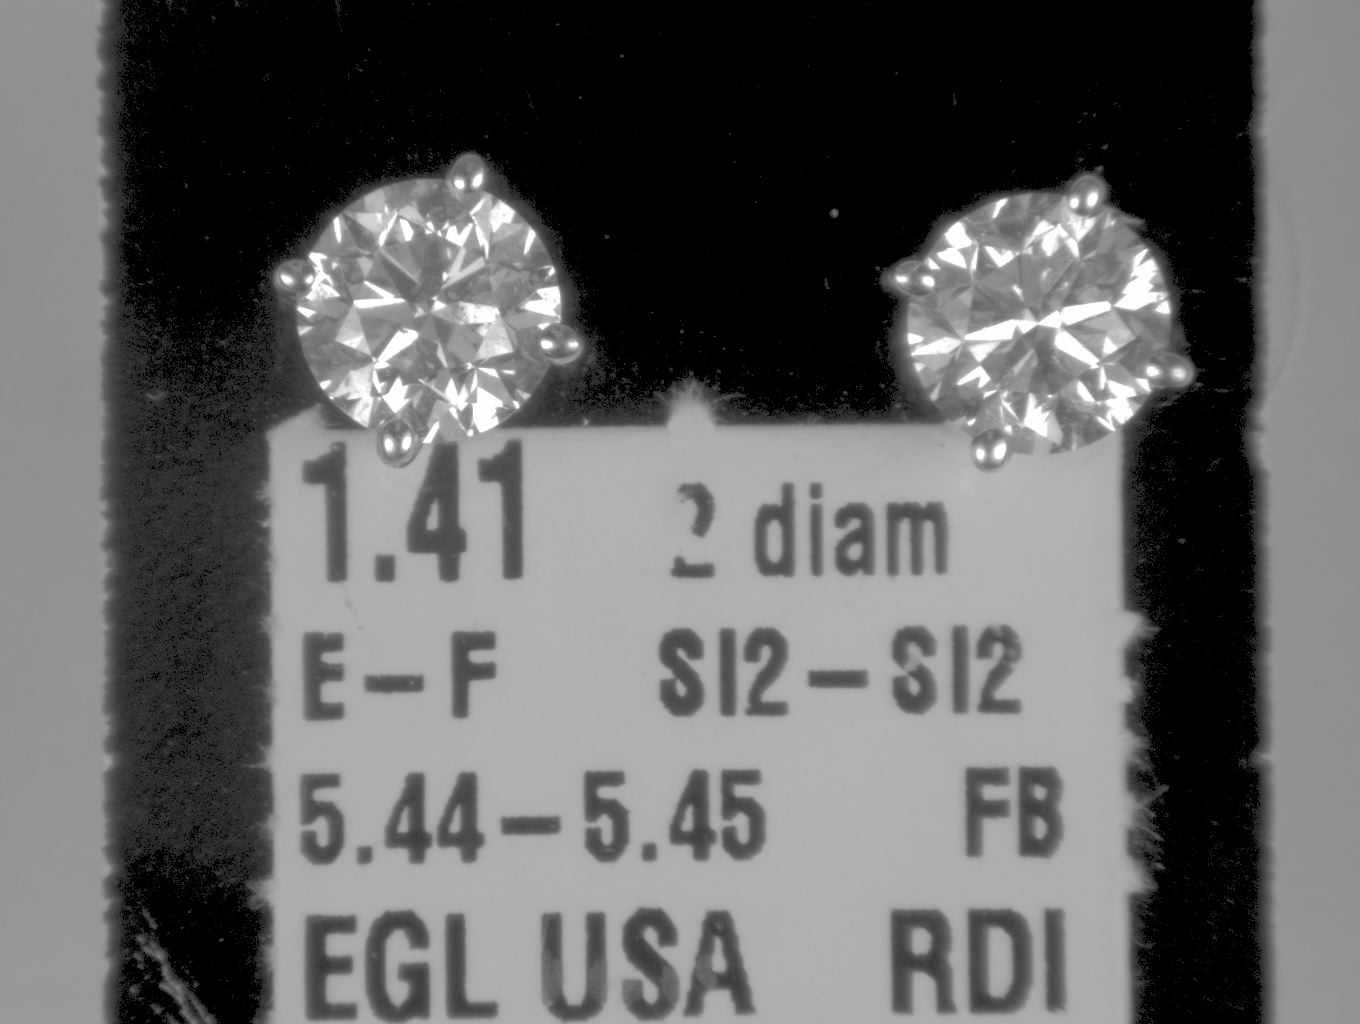 1.41 2 diam
E-F SI2-SI2
5.44-5.45 FB
EGL USA RDI